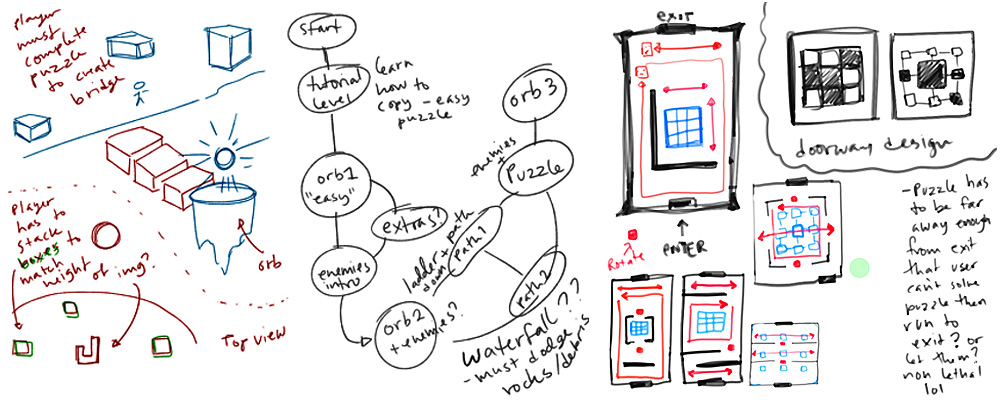 player
must
complete
puzzle
to create
bridge
orb
player
has to
stack
boxes to
match
height of img?
Top view
start
tutorial
level
learn
how to
copy - easy
puzzle
orb1
"easy"
extras?
enemies
intro
orb2
+ enemies?
orb3
enemies
+
Puzzle
ladder + path
down
Path1
Path2
waterfall??
- must dodge
rocks/debris
exit
ENTER
Rotate
doorway design
- Puzzle has
to be far
away enough
from exit
that user
can't solve
puzzle then
run to
exit? or
let them?
non lethal
lol